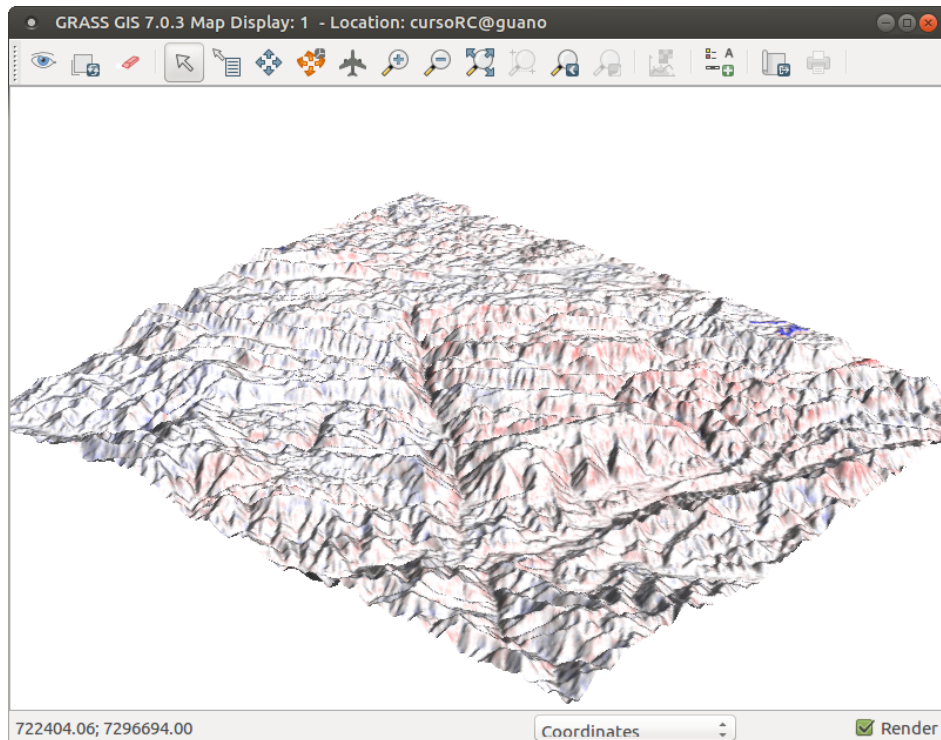 GRASS GIS 7.0.3 Map Display: 1 - Location: cursoRC@guano
A
722404.06; 7296694.00
Coordinates
Render